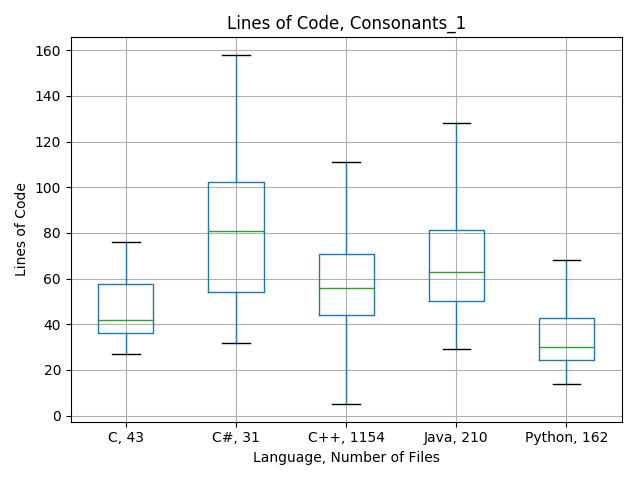 Lines of Code, Consonants_1
160
140
120
100
80
60
40
20
0
Lines of Code
C, 43 C#, 31 C++, 1154 Java, 210 Python, 162
Language, Number of Files